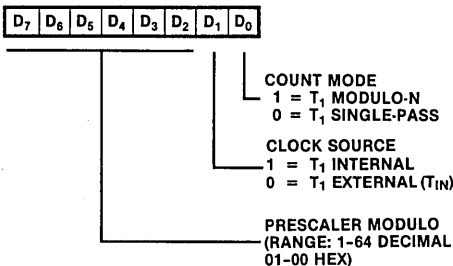 D7 D6 D5 D4 D3 D2 D1 D0
COUNT MODE
1 = T1 MODULO-N
0 = T1 SINGLE-PASS
CLOCK SOURCE
1 = T1 INTERNAL
0 = T1 EXTERNAL (TIN)
PRESCALER MODULO
(RANGE: 1-64 DECIMAL
01-00 HEX)